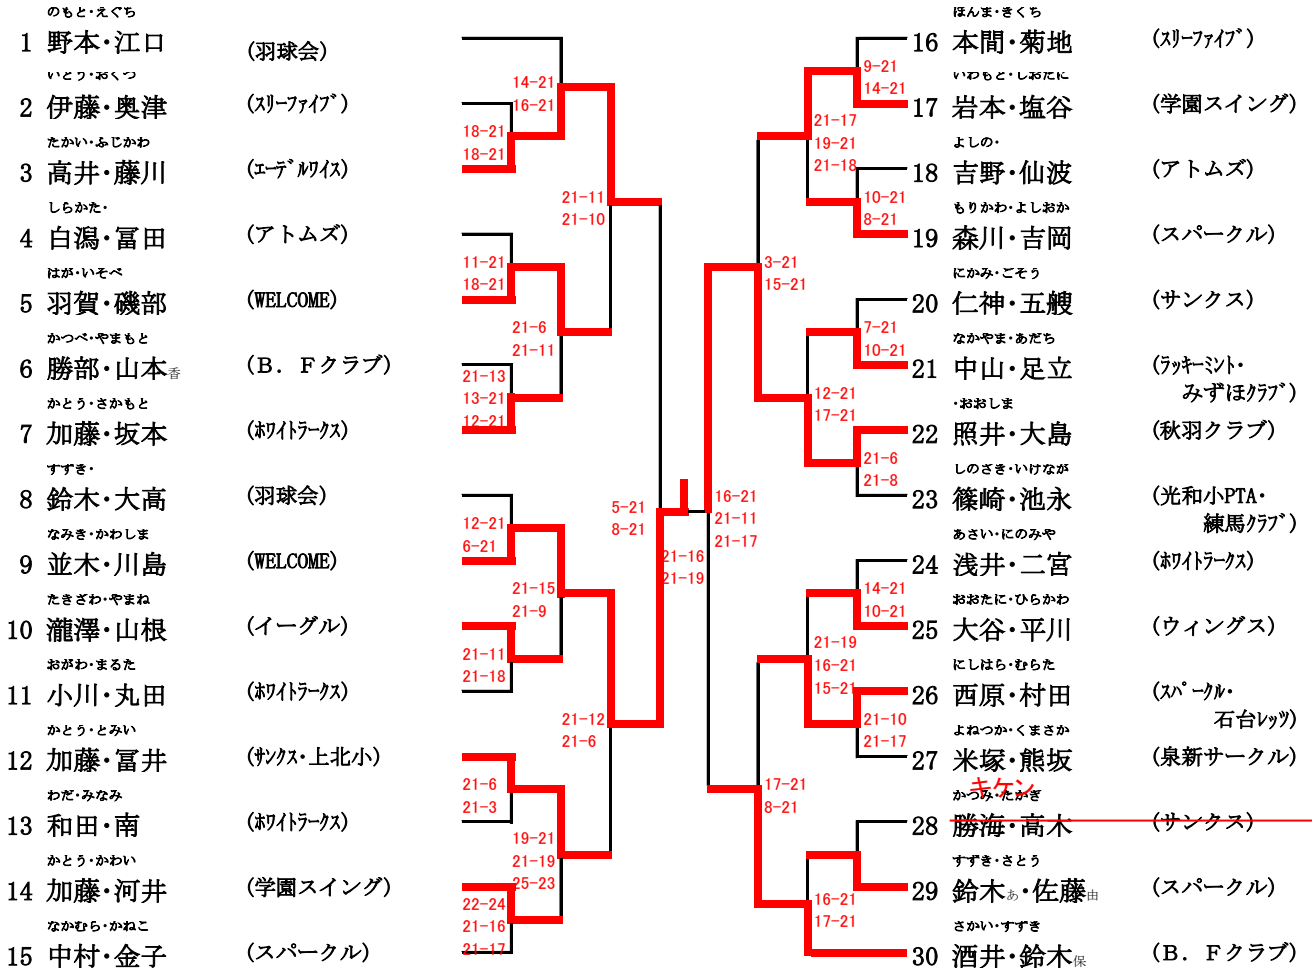 のもと・えぐち
1 野本・江口 (羽球会)
いとう・おくつ
2 伊藤・奥津 (ｽﾘｰﾌｧｲﾌﾞ)
たかい・ふじかわ
3 高井・藤川 (ｴｰﾃﾞﾙﾜｲｽ)
しらかた・
4 白潟・冨田 (アトムズ)
はが・いそべ
5 羽賀・磯部 (WELCOME)
かつべ・やまもと
6 勝部・山本香 (Ｂ．Ｆクラブ)
かとう・さかもと
7 加藤・坂本 (ﾎﾜｲﾄﾗｰｸｽ)
すずき・
8 鈴木・大高 (羽球会)
なみき・かわしま
9 並木・川島 (WELCOME)
たきざわ・やまね
10 瀧澤・山根 (イーグル)
おがわ・まるた
11 小川・丸田 (ﾎﾜｲﾄﾗｰｸｽ)
かとう・とみい
12 加藤・冨井 (ｻﾝｸｽ・上北小)
わだ・みなみ
13 和田・南 (ﾎﾜｲﾄﾗｰｸｽ)
かとう・かわい
14 加藤・河井 (学園スイング)
なかむら・かねこ
15 中村・金子 (スパークル)
14-21
16-21
18-21
18-21
21-11
21-10
11-21
18-21
21-6
21-11
21-13
13-21
12-21
12-21
6-21
5-21
8-21
21-15
21-9
21-11
21-18
21-12
21-6
21-6
21-3
19-21
21-19
25-23
22-24
21-16
21-17
21-16
21-19
16-21
21-11
21-17
9-21
14-21
21-17
19-21
21-18
10-21
8-21
3-21
15-21
7-21
10-21
12-21
17-21
21-6
21-8
14-21
10-21
21-19
16-21
15-21
21-10
21-17
17-21
8-21
16-21
17-21
ほんま・きくち
16 本間・菊地 (ｽﾘｰﾌｧｲﾌﾞ)
いわもと・しおたに
17 岩本・塩谷 (学園スイング)
よしの・
18 吉野・仙波 (アトムズ)
もりかわ・よしおか
19 森川・吉岡 (スパークル)
にかみ・ごそう
20 仁神・五艘 (サンクス)
なかやま・あだち
21 中山・足立 (ﾗｯｷｰﾐﾝﾄ・
みずほｸﾗﾌﾞ)
・おおしま
22 照井・大島 (秋羽クラブ)
しのざき・いけなが
23 篠崎・池永 (光和小PTA・
練馬ｸﾗﾌﾞ)
あさい・にのみや
24 浅井・二宮 (ﾎﾜｲﾄﾗｰｸｽ)
おおたに・ひらかわ
25 大谷・平川 (ウィングス)
にしはら・むらた
26 西原・村田 (ｽﾊﾟｰｸﾙ・
石台ﾚｯﾂ)
よねつか・くまさか
27 米塚・熊坂 (泉新サークル)
キケン
かつみ・たかぎ
28 勝海・高木 (サンクス)
すずき・さとう
29 鈴木あ・佐藤由 (スパークル)
さかい・すずき
30 酒井・鈴木保 (Ｂ．Ｆクラブ)